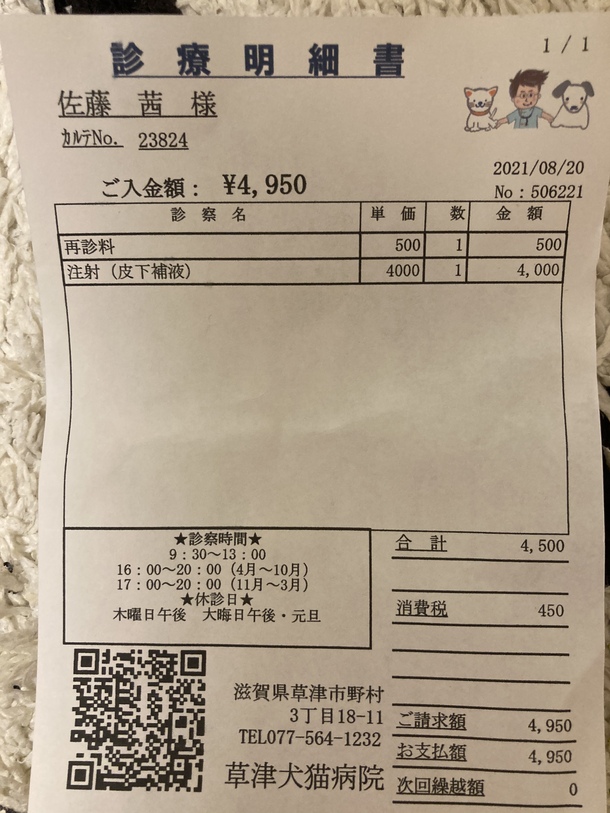 1 / 1
診療明細書
佐藤 茜 様
ｶﾙﾃNo. 23824
2021/08/20
ご入金額： ¥4,950
No：506221
診 察 名 単 価 数 金 額
再診料 500 1 500
注射（皮下補液） 4000 1 4,000
★診察時間★
9：30～13：00
16：00～20：00（4月～10月）
17：00～20：00（11月～3月）
★休診日★
木曜日午後 大晦日午後・元旦
合 計 4,500
消費税 450
滋賀県草津市野村
3丁目18-11
TEL077-564-1232
草津犬猫病院
ご請求額 4,950
お支払額 4,950
次回繰越額 0